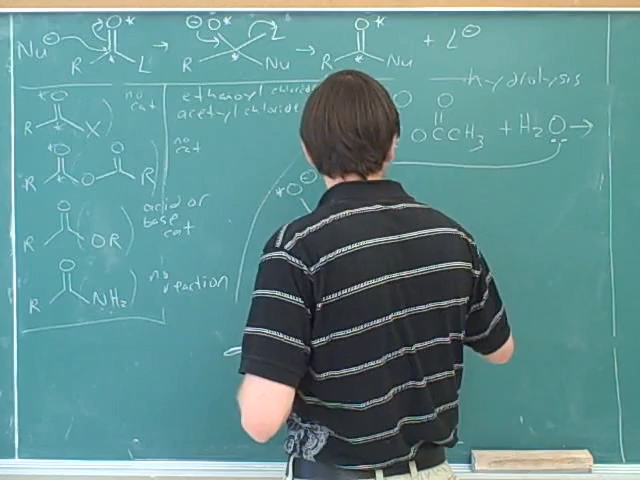 Nu⊖ O* R * L → ⊖O* L R Nu → O* R * Nu + L⊖
hydrolysis
*O R * X no cat ethanoyl chloride
acetyl chloride
*O O R * O R no cat
O R OR acid or base cat
O R NH₂ no reaction
O O
OCCH₃ + H₂O →
*O⊖